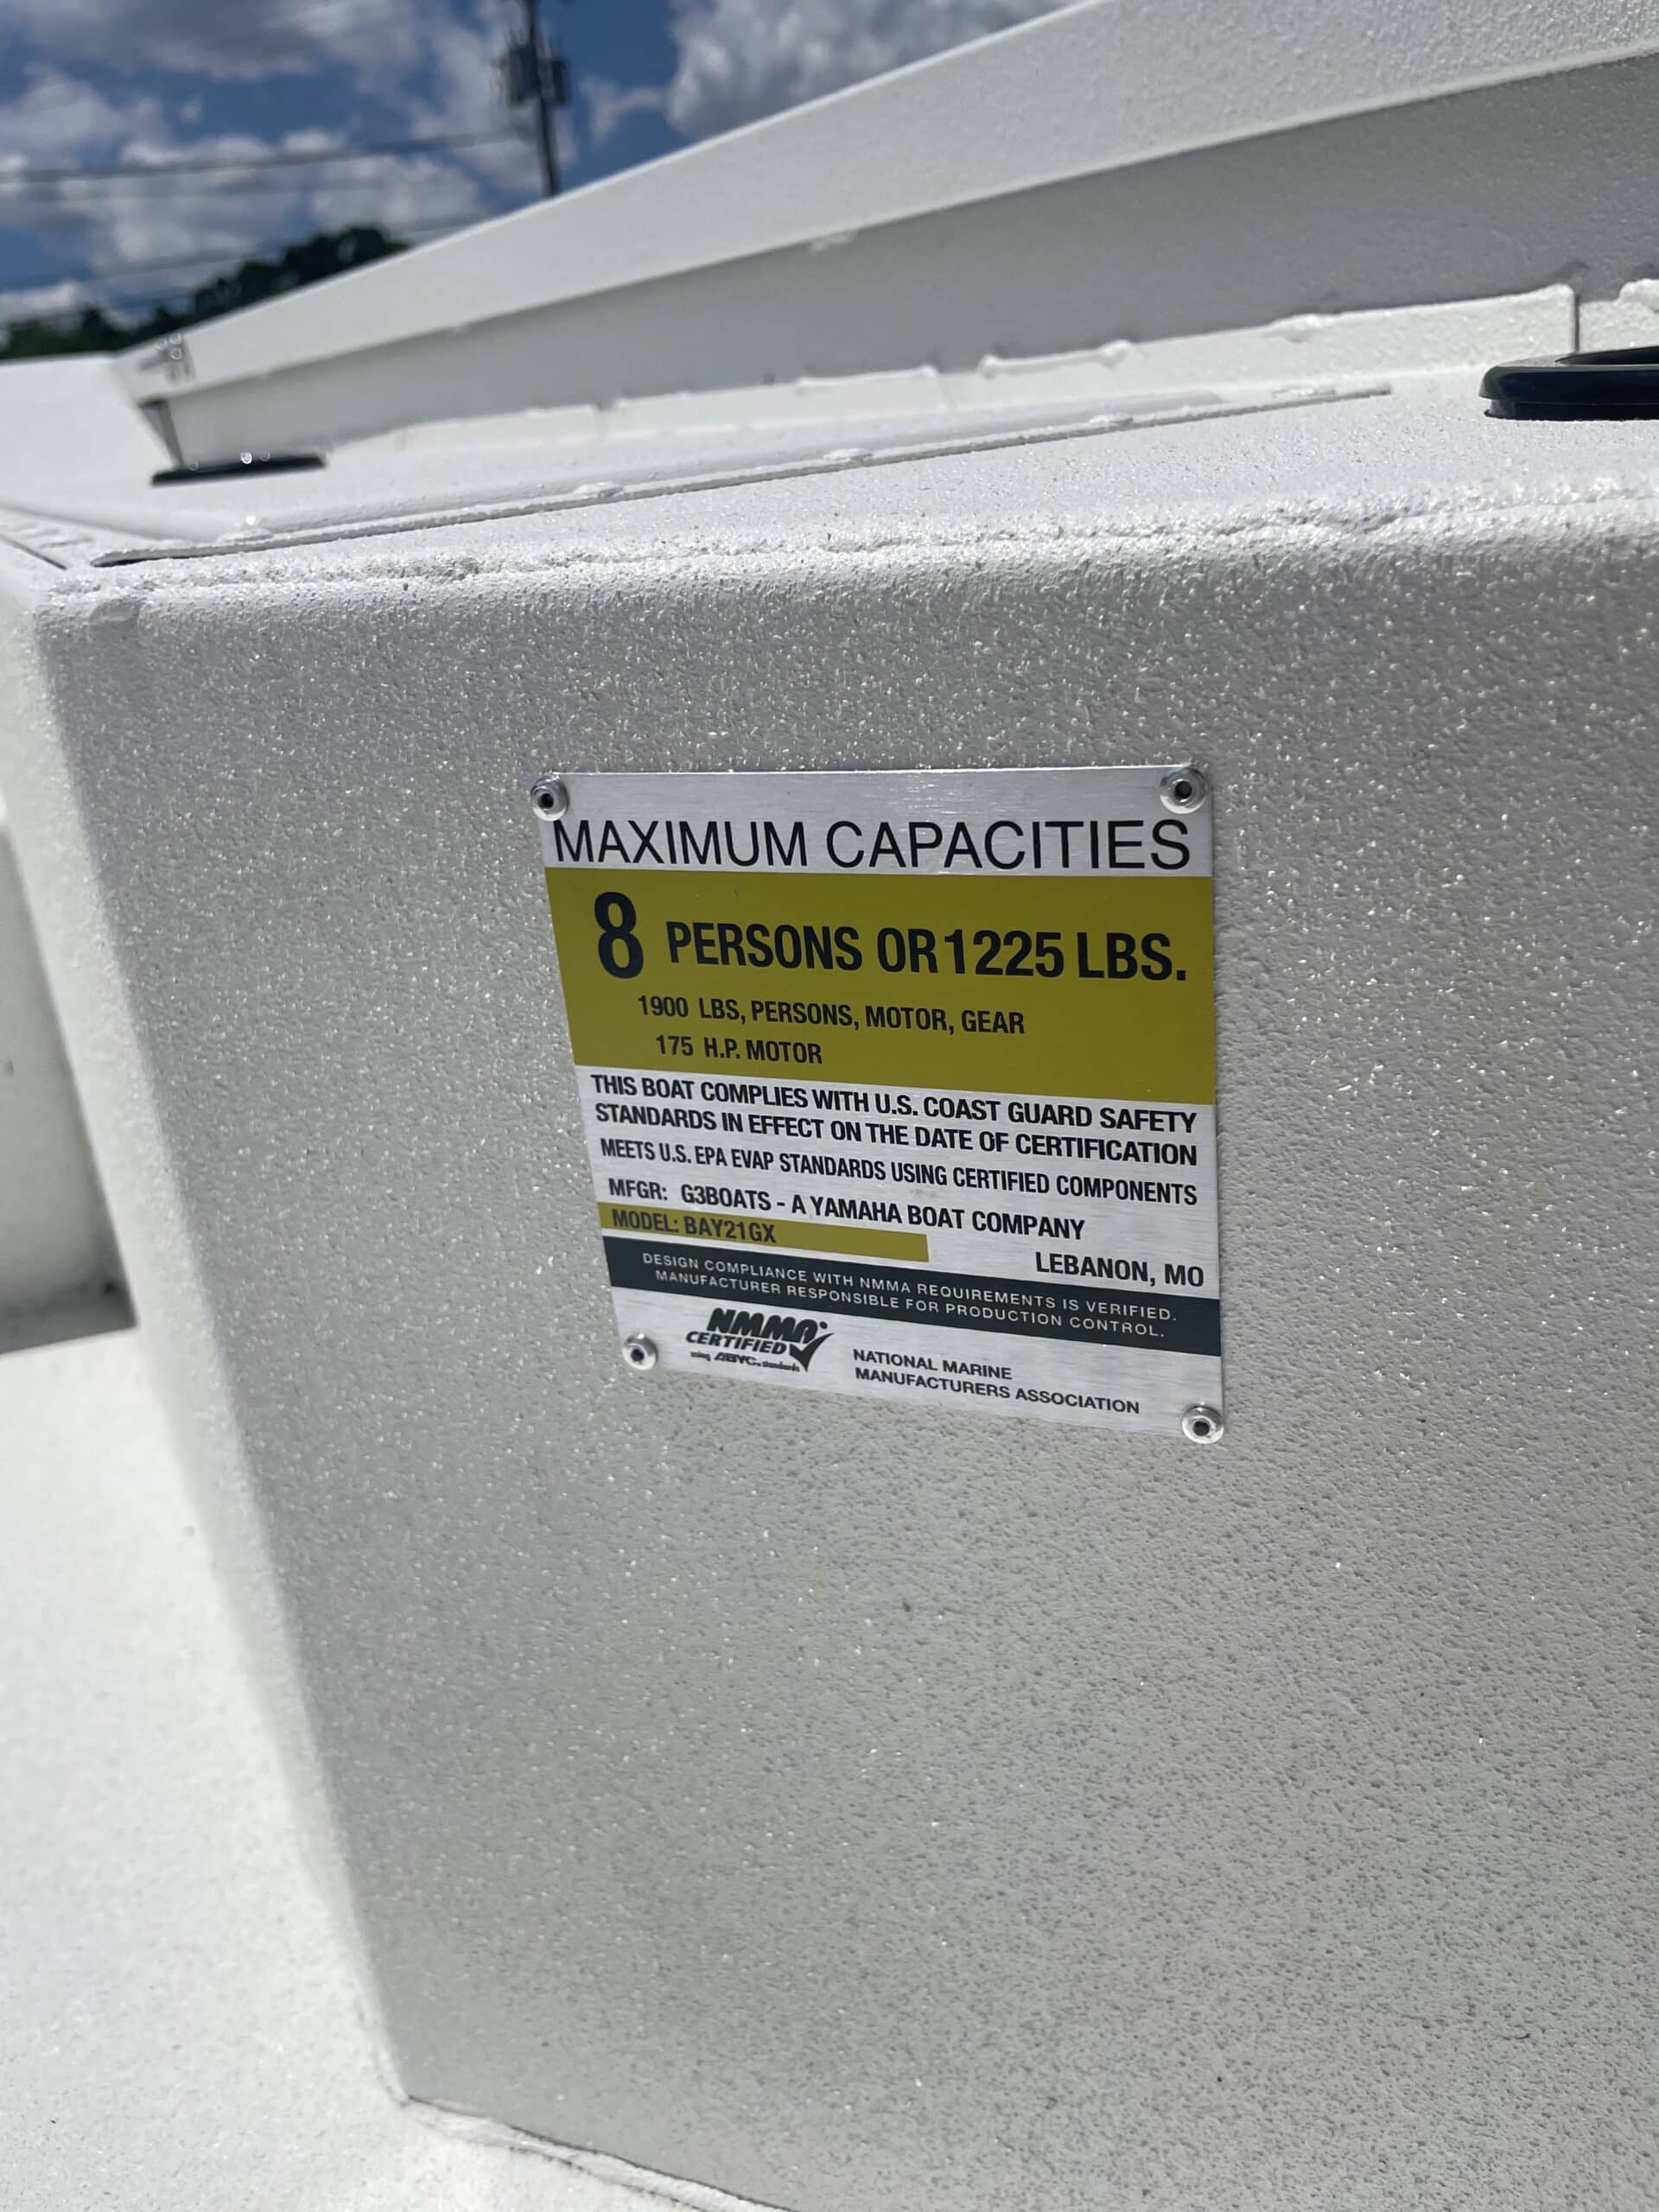 MAXIMUM CAPACITIES
8 PERSONS OR 1225 LBS.
1900 LBS, PERSONS, MOTOR, GEAR
175 H.P. MOTOR
THIS BOAT COMPLIES WITH U.S. COAST GUARD SAFETY
STANDARDS IN EFFECT ON THE DATE OF CERTIFICATION
MEETS U.S. EPA EVAP STANDARDS USING CERTIFIED COMPONENTS
MFGR: G3BOATS - A YAMAHA BOAT COMPANY
MODEL: BAY21GX
LEBANON, MO
DESIGN COMPLIANCE WITH NMMA REQUIREMENTS IS VERIFIED.
MANUFACTURER RESPONSIBLE FOR PRODUCTION CONTROL.
NMMA
CERTIFIED
using ABYC standards
NATIONAL MARINE
MANUFACTURERS ASSOCIATION